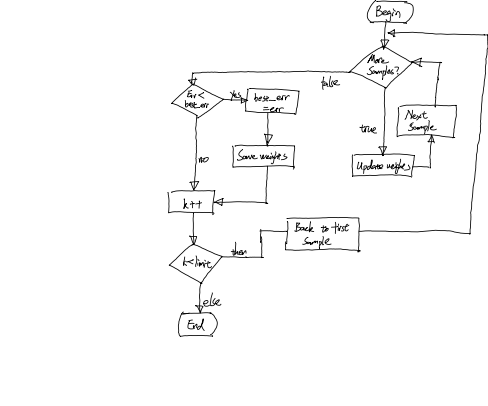 Begin
More
Samples?
false
true
Err <
best_err
yes
best_err
= err
Next
Sample
Save weights
Update weights
no
k++
Back to first
Sample
k<limit
then
else
End